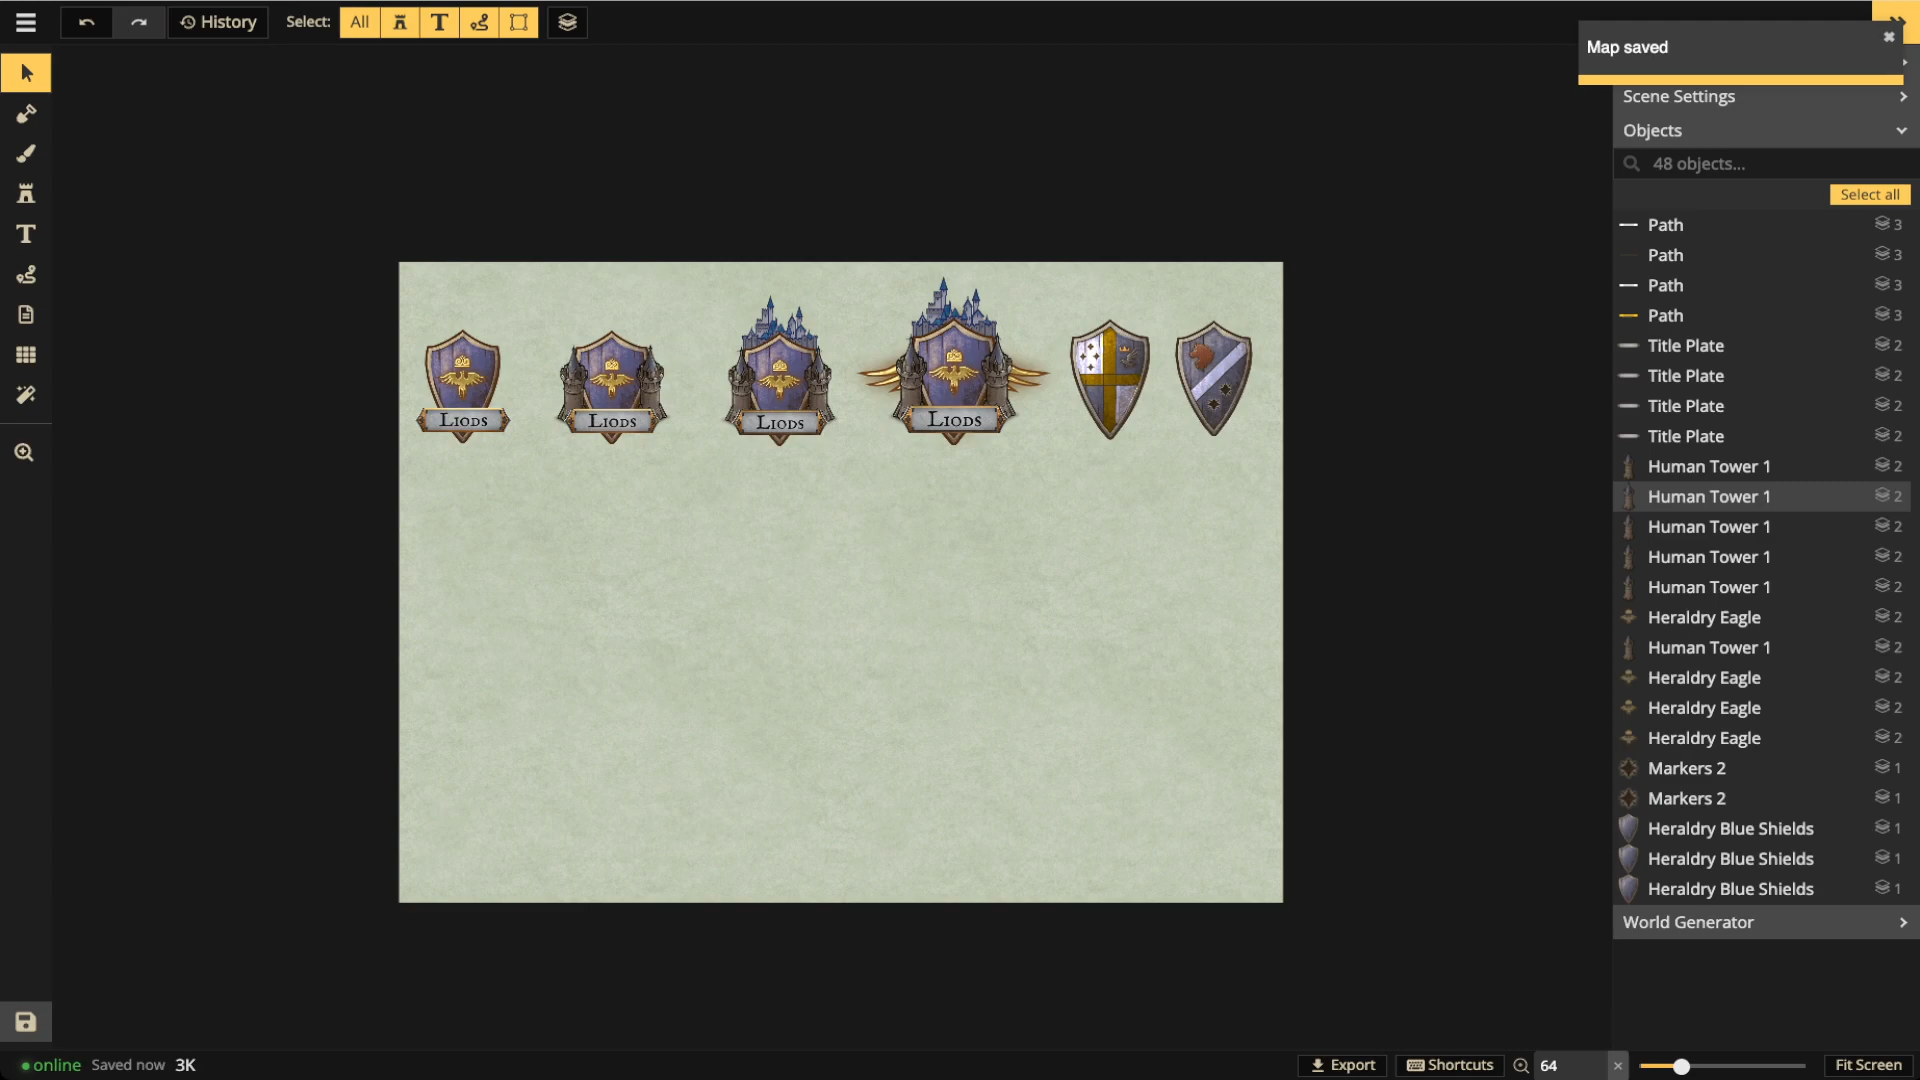 History
Select:
All
Map saved
Scene Settings
Objects
48 objects...
Select all
Path 3
Path 3
Path 3
Path 3
Title Plate 2
Title Plate 2
Title Plate 2
Title Plate 2
Human Tower 1 2
Human Tower 1 2
Human Tower 1 2
Human Tower 1 2
Human Tower 1 2
Heraldry Eagle 2
Human Tower 1 2
Heraldry Eagle 2
Heraldry Eagle 2
Heraldry Eagle 2
Markers 2 1
Markers 2 1
Heraldry Blue Shields 1
Heraldry Blue Shields 1
Heraldry Blue Shields 1
World Generator
Liods
Liods
Liods
Liods
online Saved now 3K
Export
Shortcuts
64
Fit Screen